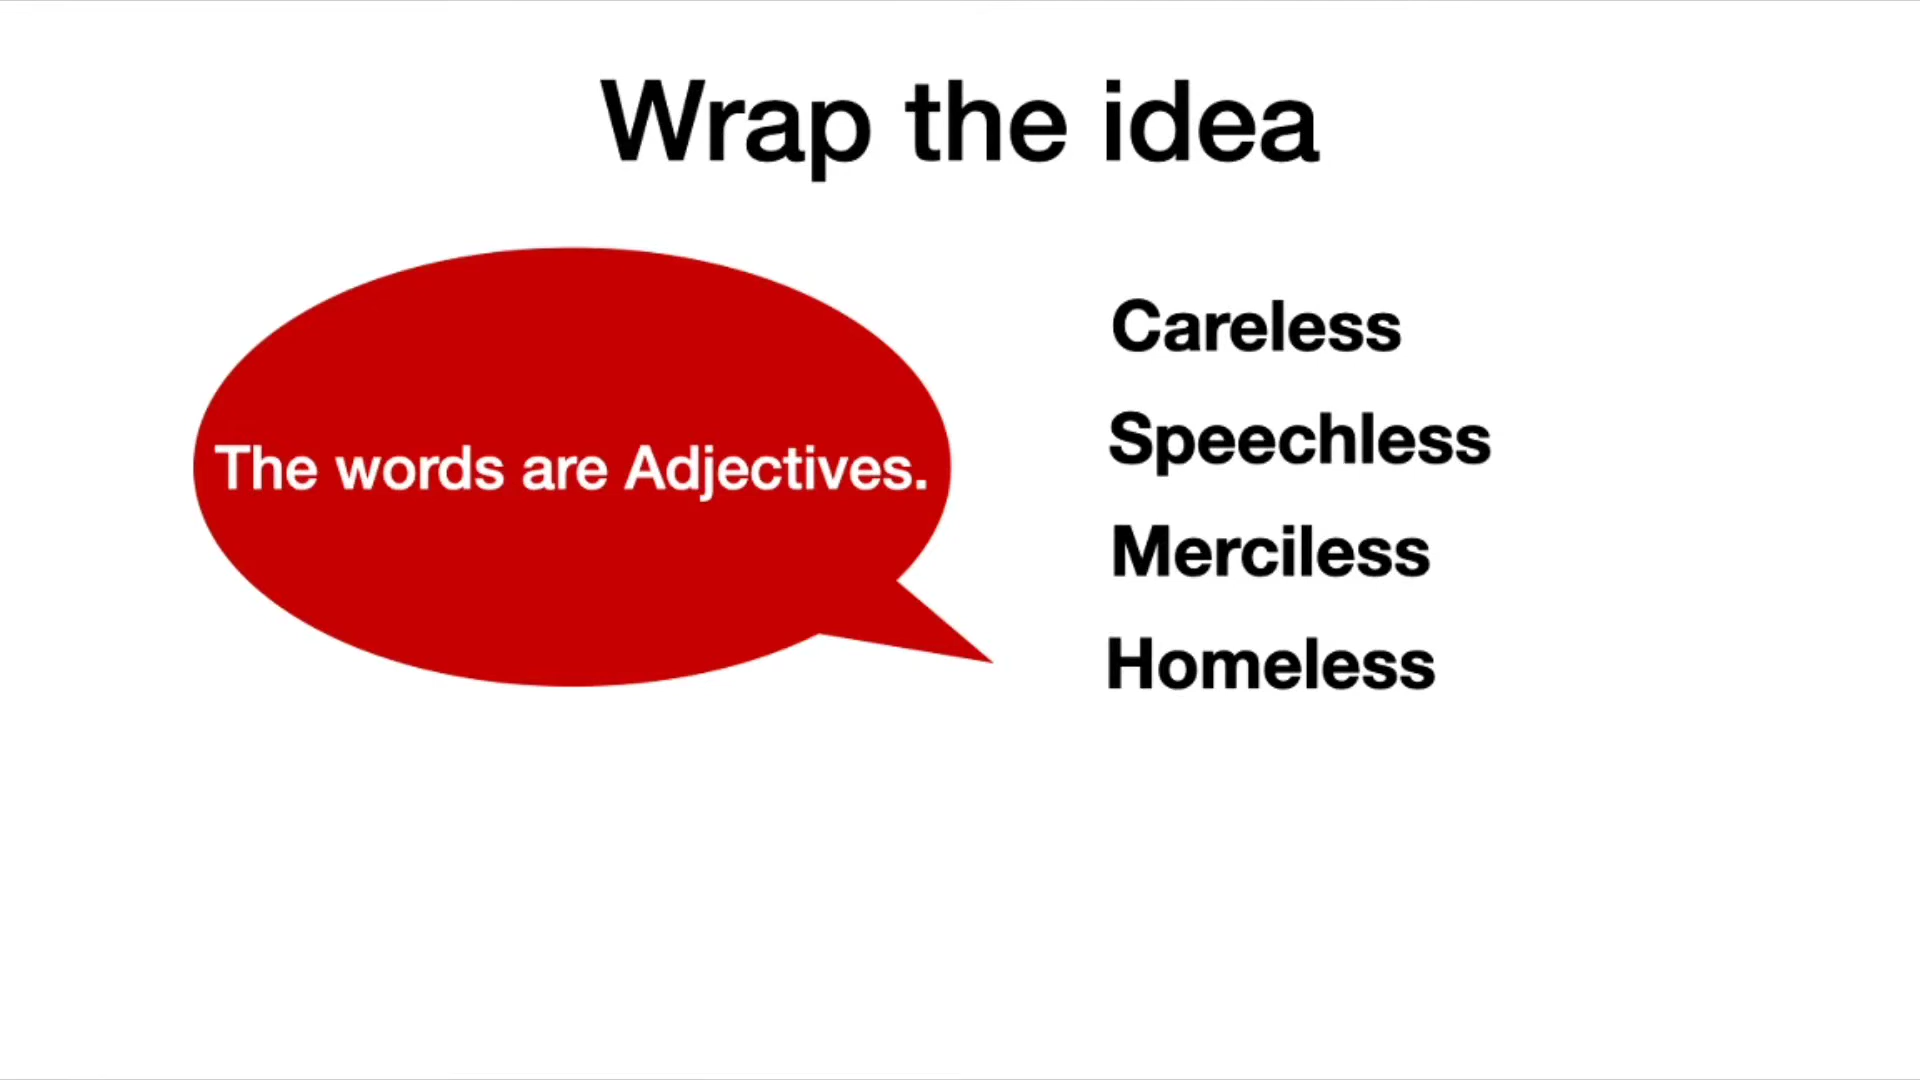 Wrap the idea
The words are Adjectives.
Careless
Speechless
Merciless
Homeless